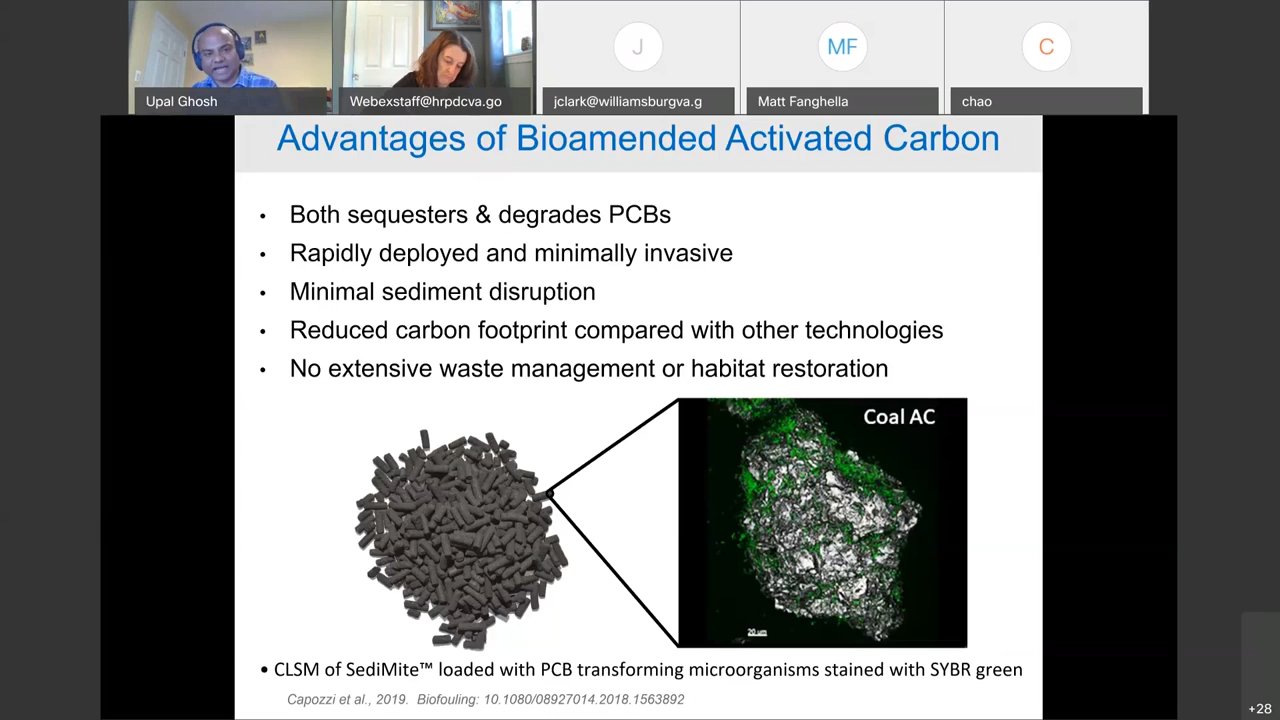 J
MF
C
Upal Ghosh
Webexstaff@hrpdcva.go
jclark@williamsburgva.g
Matt Fanghella
chao
Advantages of Bioamended Activated Carbon
• Both sequesters & degrades PCBs
• Rapidly deployed and minimally invasive
• Minimal sediment disruption
• Reduced carbon footprint compared with other technologies
• No extensive waste management or habitat restoration
Coal AC
20 µm
• CLSM of SediMite™ loaded with PCB transforming microorganisms stained with SYBR green
Capozzi et al., 2019. Biofouling: 10.1080/08927014.2018.1563892
+28